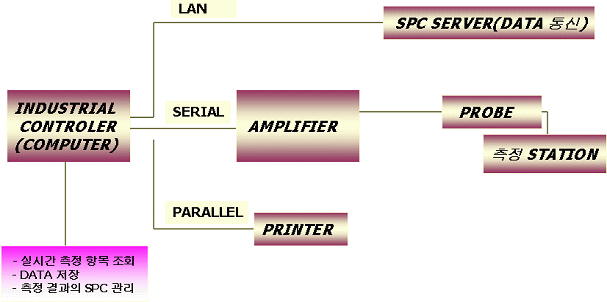 LAN
SPC SERVER(DATA 통신)
INDUSTRIAL
CONTROLER
(COMPUTER)
SERIAL
AMPLIFIER
PROBE
측정 STATION
PARALLEL
PRINTER
- 실시간 측정 항목 조회
- DATA 저장
- 측정 결과의 SPC 관리